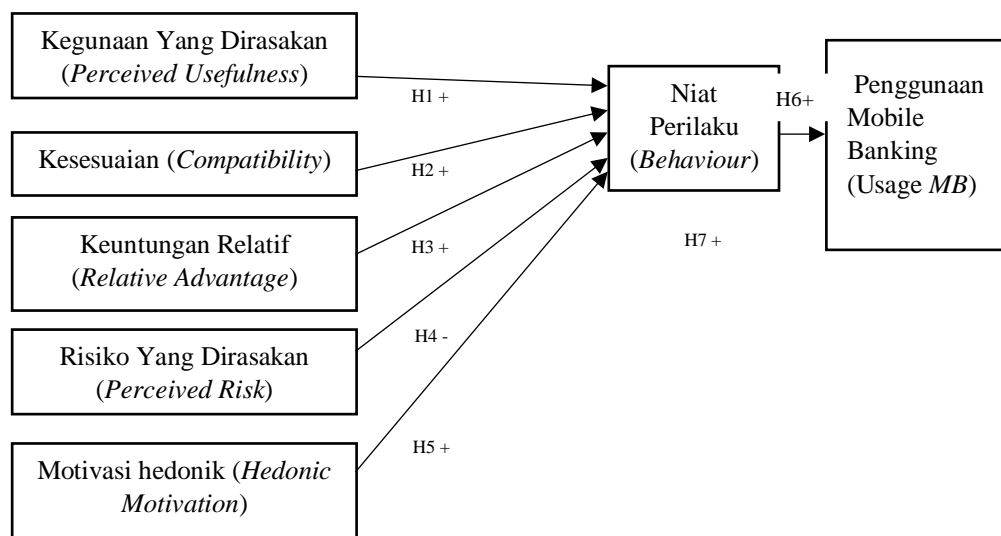 Kegunaan Yang Dirasakan
(Perceived Usefulness)
H1 +
Kesesuaian (Compatibility)
H2 +
Keuntungan Relatif
(Relative Advantage)
H3 +
Risiko Yang Dirasakan
(Perceived Risk)
H4 -
Motivasi hedonik (Hedonic
Motivation)
H5 +
Niat
Perilaku
(Behaviour)
H6+
H7 +
Penggunaan
Mobile
Banking
(Usage MB)